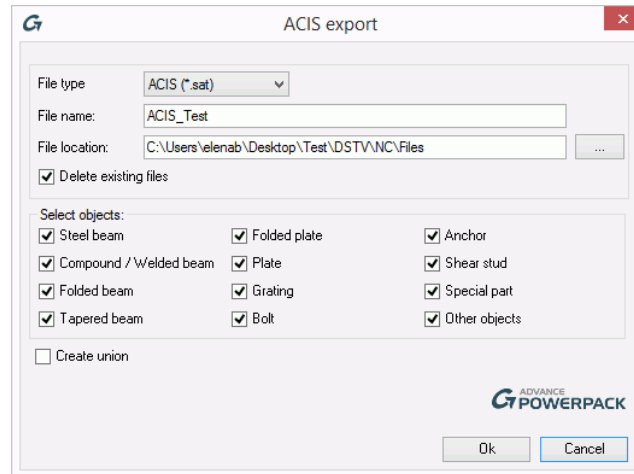 ACIS export
File type ACIS (*.sat)
File name: ACIS_Test
File location: C:\Users\elenab\Desktop\Test\DSTV\NC\Files ...
Delete existing files
Select objects:
Steel beam Folded plate Anchor
Compound / Welded beam Plate Shear stud
Folded beam Grating Special part
Tapered beam Bolt Other objects
Create union
ADVANCE
POWERPACK
Ok Cancel